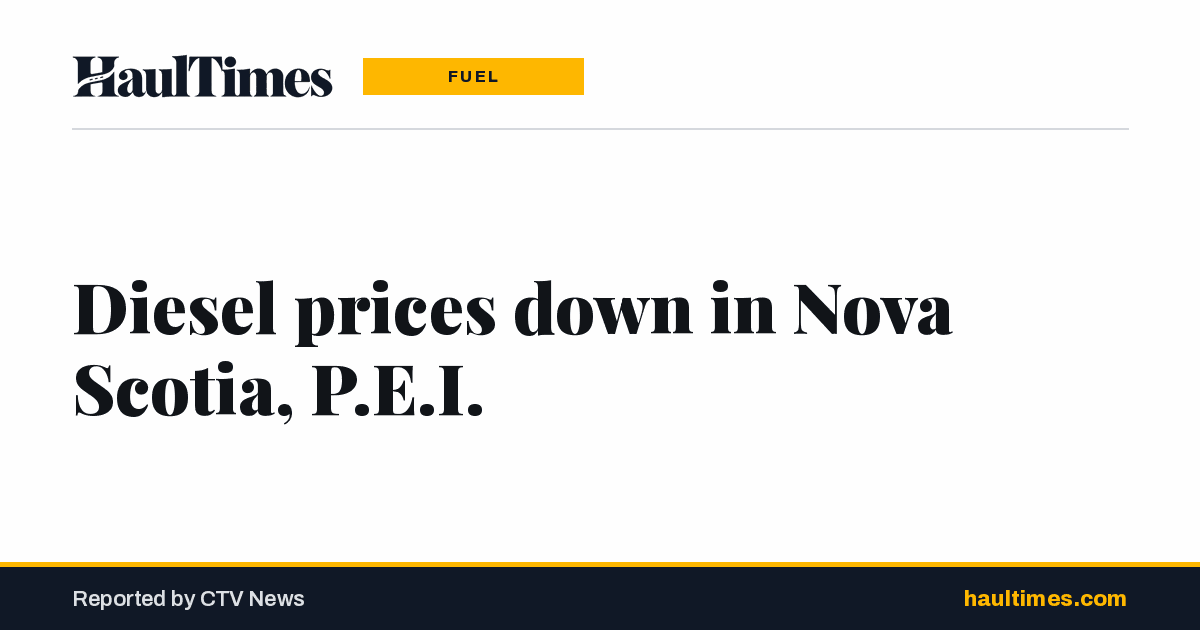 HaulTimes
FUEL
Diesel prices down in Nova
Scotia, P.E.I.
Reported by CTV News
haultimes.com